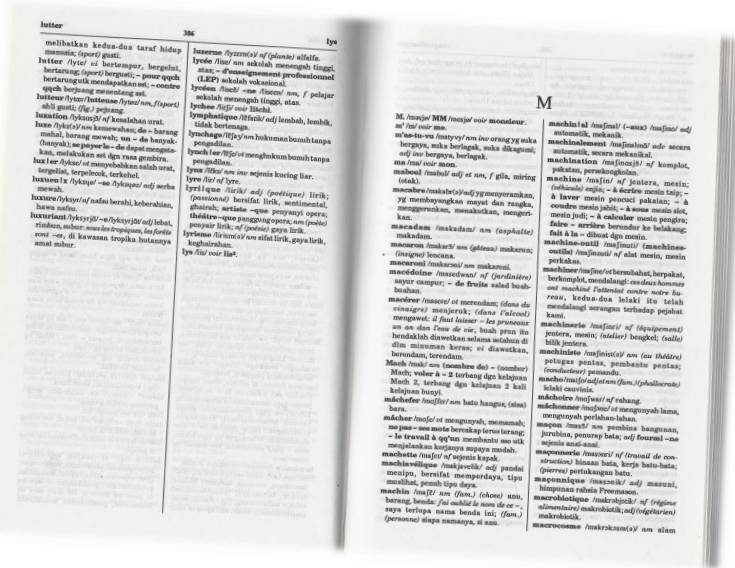 lutter
386
lys
melibatkan kedua-dua taraf hidup
manusia; (sport) gusti.
lutter /lyte/ vi bertempur, bergelut,
bertarung; (sport) bergusti; – pour qqch
bertarung utk mendapatkan sst; – contre
qqch berjuang menentang sst.
lutteur /lytœr/ lutteuse /lytøz/ nm, f (sport)
ahli gusti; (fig.) pejuang.
luxation /lyksasjɔ̃/ nf kesalahan urat.
luxe /lyks(ə)/ nm kemewahan; de – barang
mahal, barang mewah; un – de banyak-
(banyak); se payer le – de dapat mengata-
kan, melakukan sst dgn rasa gembira.
luxer /lykse/ vt menyebabkan salah urat,
tergeliat, terpelecok, terkehel.
luxueux /lyksɥø/ -se /lyksɥøz/ adj serba
mewah.
luxure /lyksyr/ nf nafsu berahi, keberahian,
hawa nafsu.
luxuriant /lyksyrjɑ̃/ -e /lyksyrjɑ̃t/ adj lebat,
rimbun, subur: sous les tropiques, les forêts
sont -es, di kawasan tropika hutannya
amat subur.
luzerne /lyzɛrn(ə)/ nf (plante) alfalfa.
lycée /lise/ nm sekolah menengah tinggi,
atas; – d'enseignement professionnel
(LEP) sekolah vokasional.
lycéen /liseɛ̃/ -ne /liseɛn/ nm, f pelajar
sekolah menengah tinggi, atas.
lychee /litʃi/ voir litchi.
lymphatique /lɛ̃fatik/ adj lembab, lembik,
tidak bertenaga.
lynchage /lɛ̃ʃaʒ/ nm hukuman bunuh tanpa
pengadilan.
lyncher /lɛ̃ʃe/ vt menghukum bunuh tanpa
pengadilan.
lynx /lɛ̃ks/ nm inv sejenis kucing liar.
lyre /lir/ nf lyre.
lyrique /lirik/ adj (poétique) lirik;
(passionné) bersifat lirik, sentimental,
ghairah; artiste –que penyanyi opera;
théâtre –que panggung opera; nm (poète)
penyair lirik; nf (poésie) gaya lirik.
lyrisme /lirism(ə)/ nm sifat lirik, gaya lirik,
keghairahan.
lys /lis/ voir lis².
M
M. /məsjø/ MM /mesjø/ voir monsieur.
m' /m/ voir me.
m'as-tu-vu /matyvy/ nm inv orang yg suka
bergaya, suka berlagak, suka dikagumi;
adj inv bergaya, berlagak.
ma /ma/ voir mon.
maboul /mabul/ adj et nm, f gila, miring
(otak).
macabre /makabr(ə)/ adj yg menyeramkan,
yg membayangkan mayat dan rangka,
menggerunkan, menakutkan, mengeri-
kan.
macadam /makadam/ nm (asphalte)
makadam.
macaron /makarɔ̃/ nm (gâteau) makarun;
(insigne) lencana.
macaroni /makarɔni/ nm makaroni.
macédoine /masedwan/ nf (jardinière)
sayur campur; – de fruits salad buah-
buahan.
macérer /masere/ vt merendam; (dans du
vinaigre) menjeruk; (dans l'alcool)
mengawet: il faut laisser – les pruneaux
un an dan l'eau de vie, buah prun itu
hendaklah diawetkan selama setahun di
dlm minuman keras; vi diawetkan,
berendam, terendam.
Mach /mak/ nm (nombre de) – (nombor)
Mach; voler à – 2 terbang dgn kelajuan
Mach 2, terbang dgn kelajuan 2 kali
kelajuan bunyi.
mâchefer /maʃfɛr/ nm batu hangus, (sisa)
bara.
mâcher /maʃe/ vt mengunyah, memamah;
ne pas – ses mots bercakap terus terang;
– le travail à qq'un membantu sso utk
menjalankan kerjanya supaya mudah.
machette /maʃɛt/ nf sejenis kapak.
machiavélique /makjavelik/ adj pandai
menipu, bersifat memperdaya, tipu
muslihat, penuh tipu daya.
machin /maʃɛ̃/ nm (fam.) (chose) anu,
barang, benda: j'ai oublié le nom de ce –,
saya terlupa nama benda ini; (fam.)
(personne) siapa namanya, si anu.
machinal /maʃinal/ (–aux) /maʃino/ adj
automatik, mekanik.
machinalement /maʃinalmɑ̃/ adv secara
automatik, secara mekanikal.
machination /maʃinɑsjɔ̃/ nf komplot,
pakatan, persekongkolan.
machine /maʃin/ nf jentera, mesin;
(véhicule) enjin; – à écrire mesin taip; –
à laver mesin pencuci pakaian; – à
coudre mesin jahit; – à sous mesin slot,
mesin judi; – à calculer mesin pengira;
faire – arrière berundur ke belakang;
fait à la – dibuat dgn mesin.
machine-outil /maʃinuti/ (machines-
outils) /maʃinzuti/ nf alat mesin, mesin
perkakas.
machiner /maʃine/ vt bersubahat, berpakat,
berkomplot, mendalangi: ces deux hommes
ont machiné l'attentat contre notre bu-
reau, kedua-dua lelaki itu telah
mendalangi serangan terhadap pejabat
kami.
machinerie /maʃinri/ nf (équipement)
jentera, mesin; (atelier) bengkel; (salle)
bilik jentera.
machiniste /maʃinist(ə)/ nm (au théâtre)
petugas pentas, pembantu pentas;
(conducteur) pemandu.
macho /matʃo/ adj et nm (fam.) (phallocrate)
lelaki cauvinis.
mâchoire /maʃwar/ nf rahang.
mâchonner /maʃɔne/ vt mengunyah lama,
mengunyah perlahan-lahan.
maçon /masɔ̃/ nm pembina bangunan,
jurubina, penurap bata; adj fourmi –ne
sejenis anai-anai.
maçonnerie /masɔnri/ nf (travail de con-
struction) binaan bata, kerja batu-bata;
(pierres) pertukangan batu.
maçonnique /masɔnik/ adj masuni,
himpunan rahsia Freemason.
macrobiotique /makrɔbjɔtik/ nf (régime
alimentaire) makrobiotik; adj (végétarien)
makrobiotik.
macrocosme /makrɔkɔsm(ə)/ nm alam